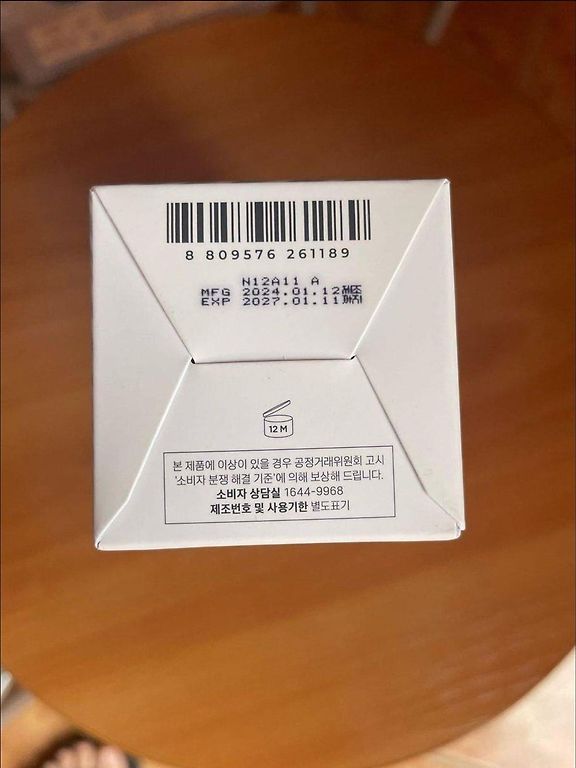 8 809576 261189
N12A11 A
MFG 2024.01.12제조
EXP 2027.01.11까지
12 M
본 제품에 이상이 있을 경우 공정거래위원회 고시
'소비자 분쟁 해결 기준'에 의해 보상해 드립니다.
소비자 상담실 1644-9968
제조번호 및 사용기한 별도표기